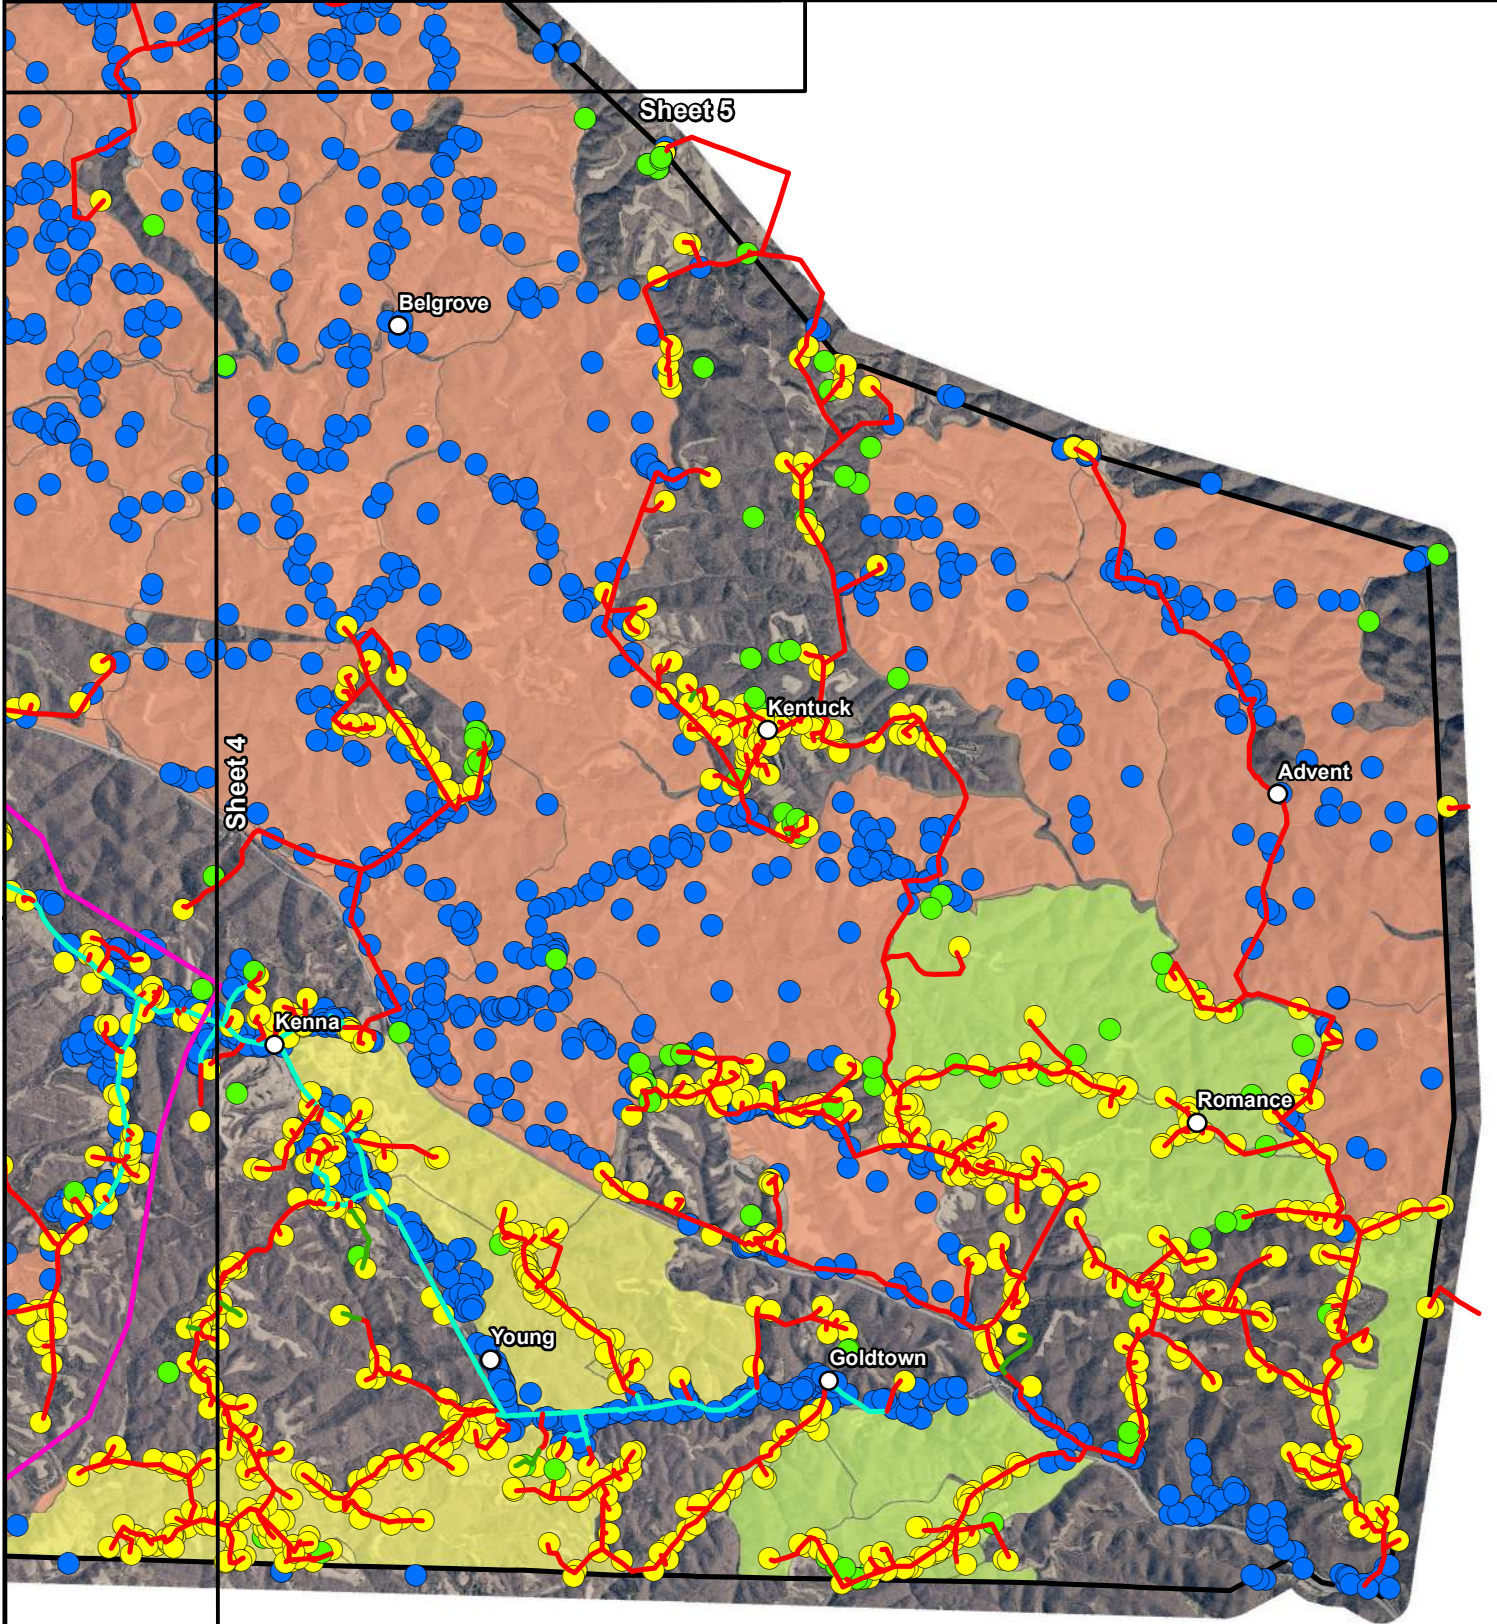 Sheet 5
Belgrove
Kentuck
Sheet 4
Advent
Kenna
Romance
Young
Goldtown